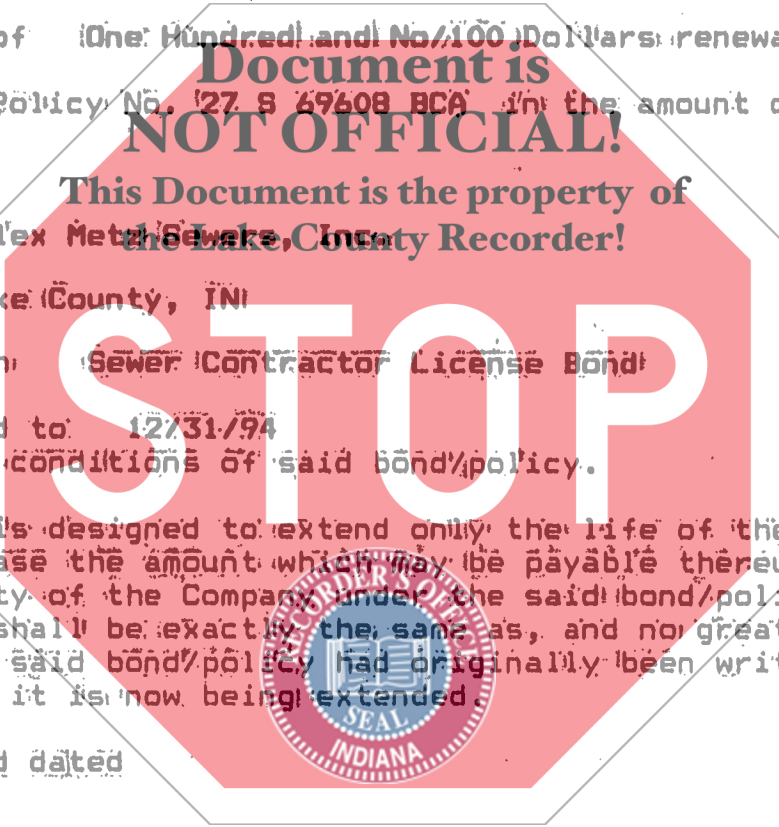 of One Hundred and No/100 Dollars renewa
Document is
Policy No. 27 S 69608 BCA in the amount o
NOT OFFICIAL!
This Document is the property of
lex Metz Sewers, Inc.
the Lake County Recorder!
ke County, IN
STOP
Sewer Contractor License Bond
d to 12/31/94
conditions of said bond/policy.
is designed to extend only the life of the
ase the amount which may be payable thereu
ty of the Company under the said bond/poli
shall be exactly the same as, and no great
said bond/policy had originally been writ
it is now being extended.
RECORDER'S OFFICE
SEAL
INDIANA
d dated